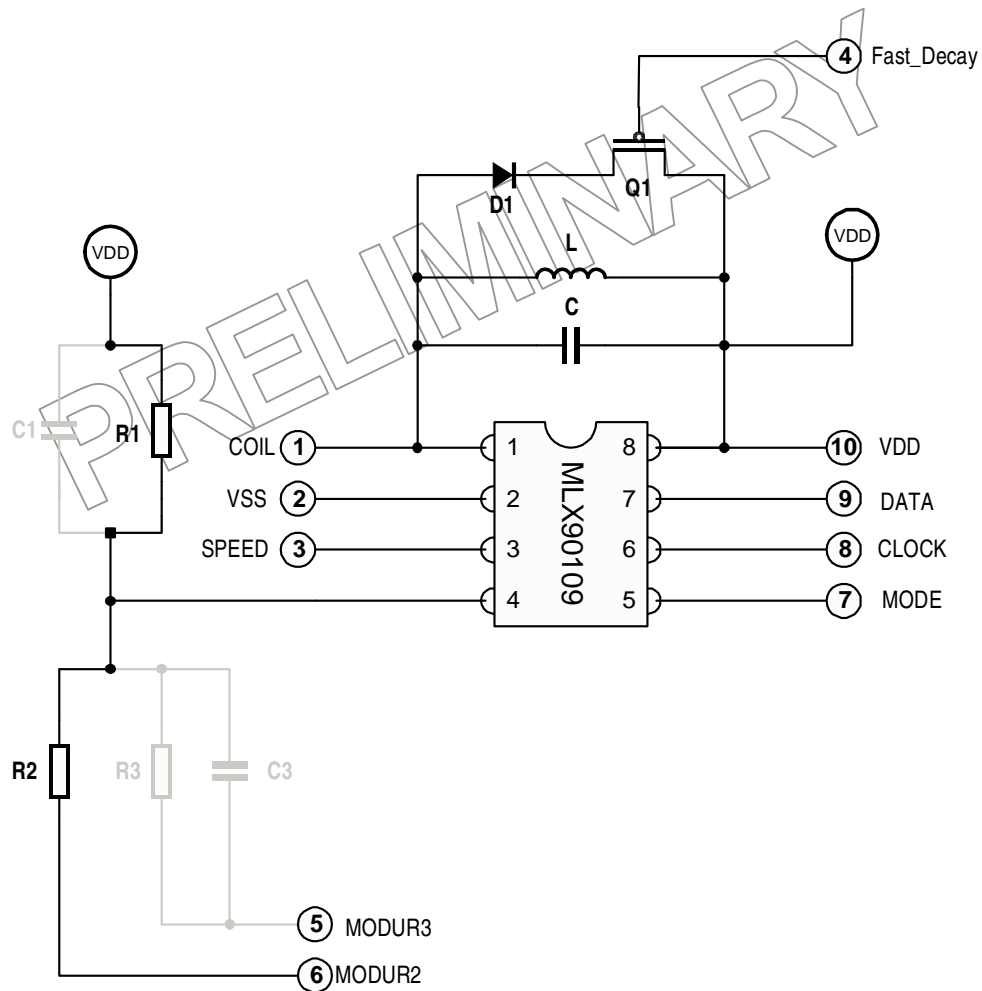 PRELIMINARY
4 Fast_Decay
Q1
D1
VDD
VDD
L
C
C1
R1
COIL 1
1
8
10 VDD
VSS 2
2
7
9 DATA
SPEED 3
3
6
8 CLOCK
4
5
7 MODE
MLX90109
R2
R3
C3
5 MODUR3
6 MODUR2